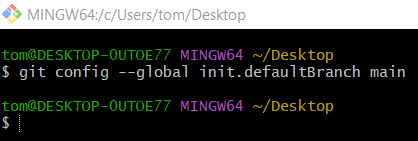 MINGW64:/c/Users/tom/Desktop
tom@DESKTOP-OUTOE77 MINGW64 ~/Desktop
$ git config --global init.defaultBranch main
tom@DESKTOP-OUTOE77 MINGW64 ~/Desktop
$